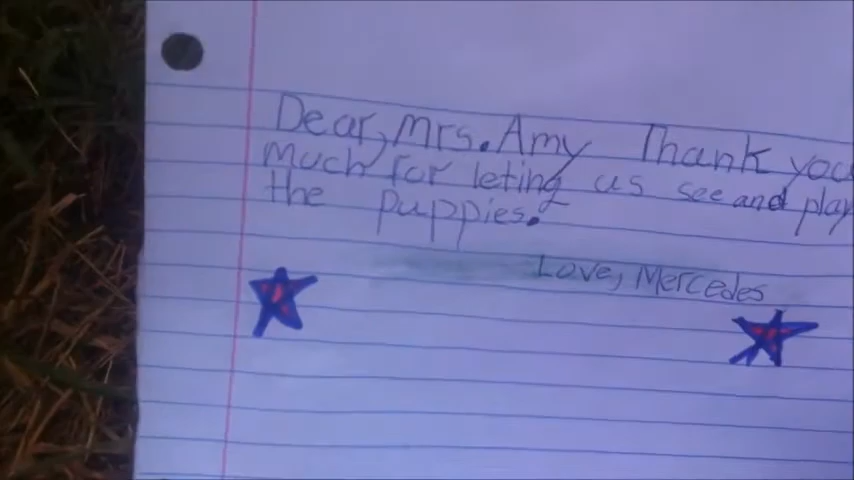 Dear, Mrs. Amy Thank you
much for leting us see and play
the puppies.
Love, Mercedes